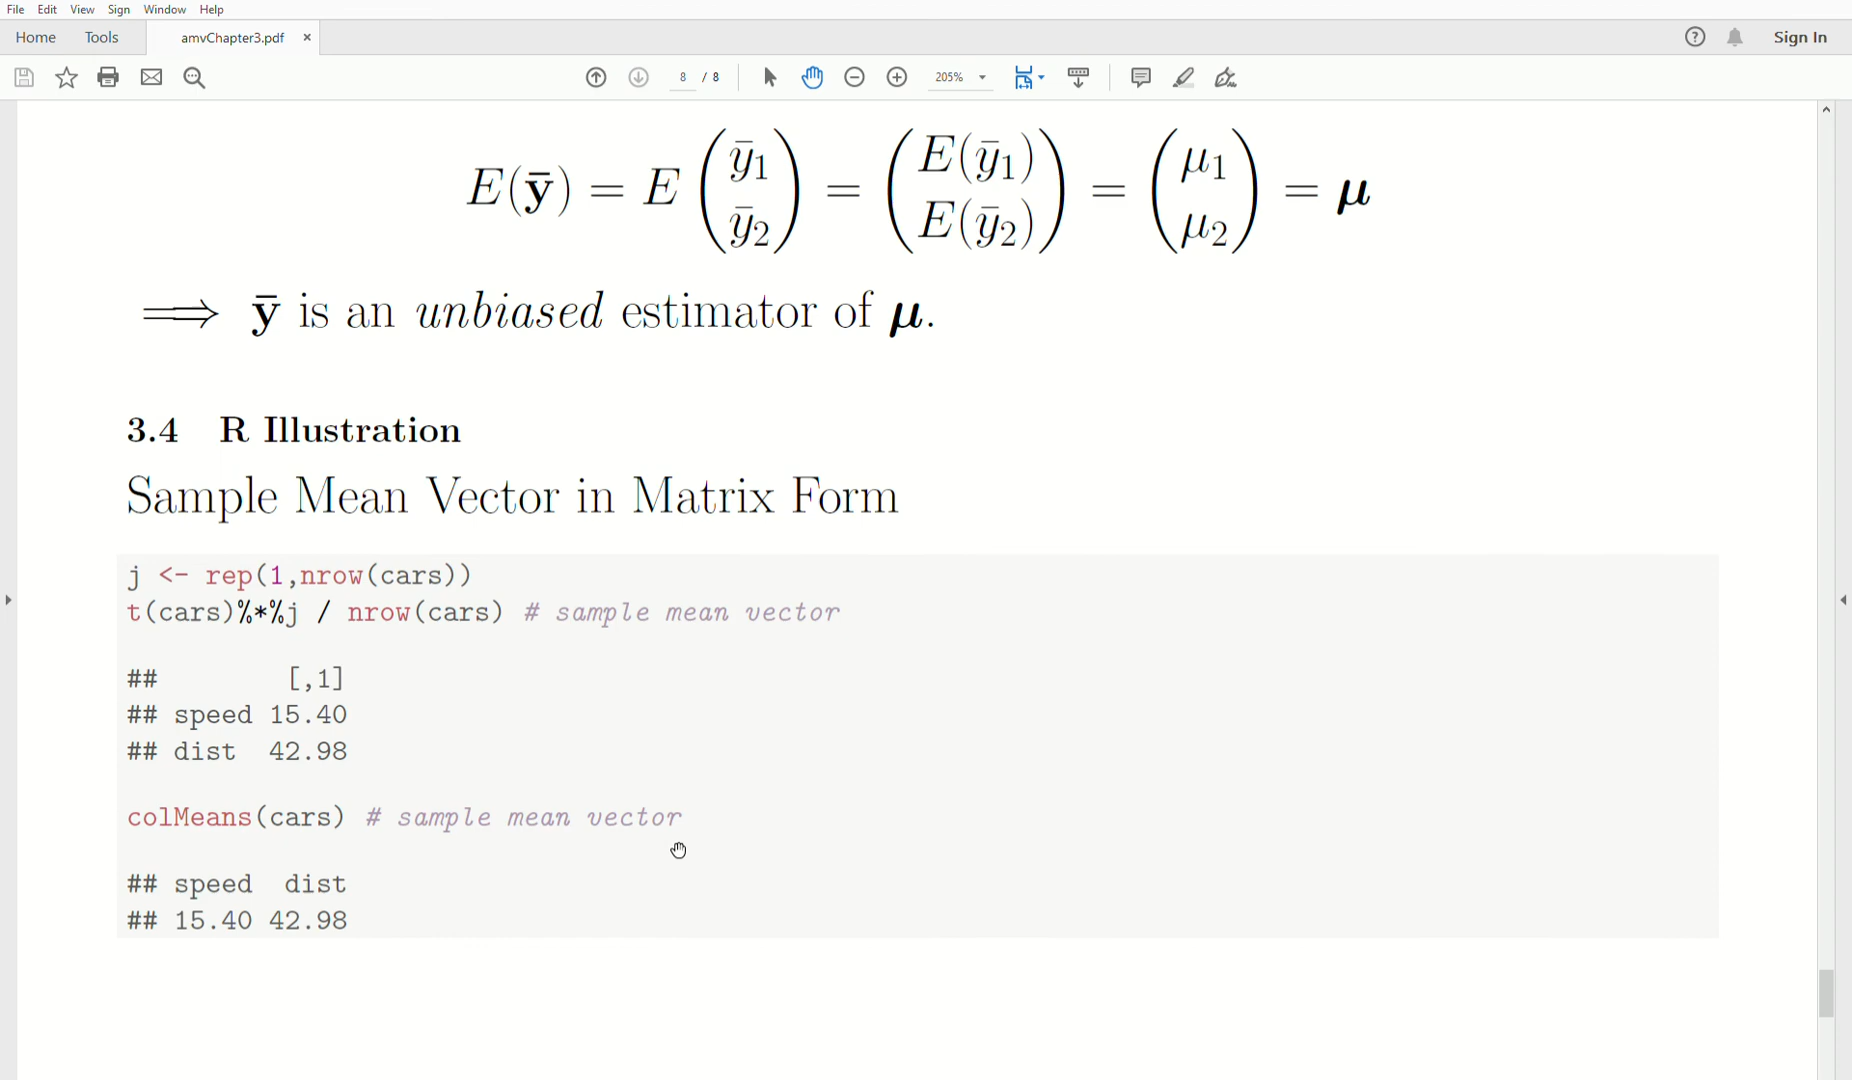 File Edit View Sign Window Help
Home Tools amvChapter3.pdf × Sign In
8 / 8 205%
E(ȳ) = E (ȳ₁ ȳ₂) = (E(ȳ₁) E(ȳ₂)) = (μ₁ μ₂) = μ
⟹ ȳ is an unbiased estimator of μ.
3.4 R Illustration
Sample Mean Vector in Matrix Form
j <- rep(1,nrow(cars))
t(cars)%*%j / nrow(cars) # sample mean vector
## [,1]
## speed 15.40
## dist 42.98
colMeans(cars) # sample mean vector
## speed dist
## 15.40 42.98